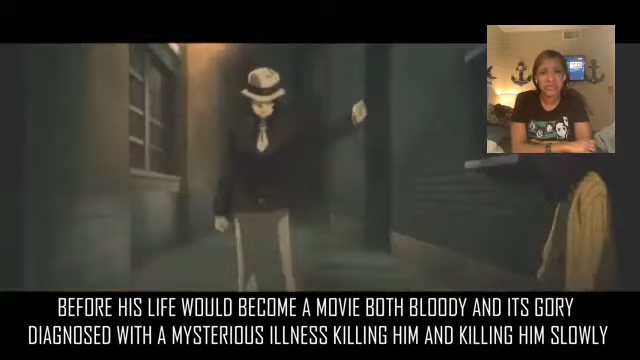 BEFORE HIS LIFE WOULD BECOME A MOVIE BOTH BLOODY AND ITS GORY
DIAGNOSED WITH A MYSTERIOUS ILLNESS KILLING HIM AND KILLING HIM SLOWLY